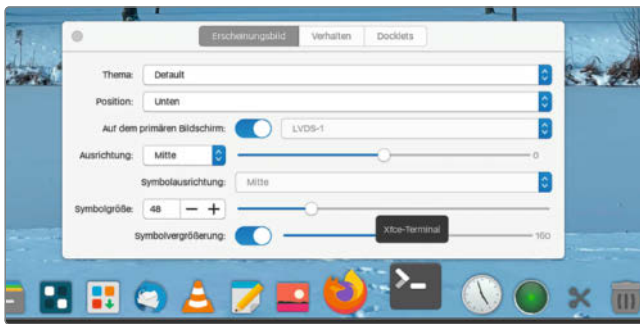 Erscheinungsbild Verhalten Docklets
Thema: Default
Position: Unten
Auf dem primären Bildschirm: LVDS-1
Ausrichtung: Mitte 0
Symbolausrichtung: Mitte
Symbolgröße: 48 − +
Symbolvergrößerung: 160
Xfce-Terminal